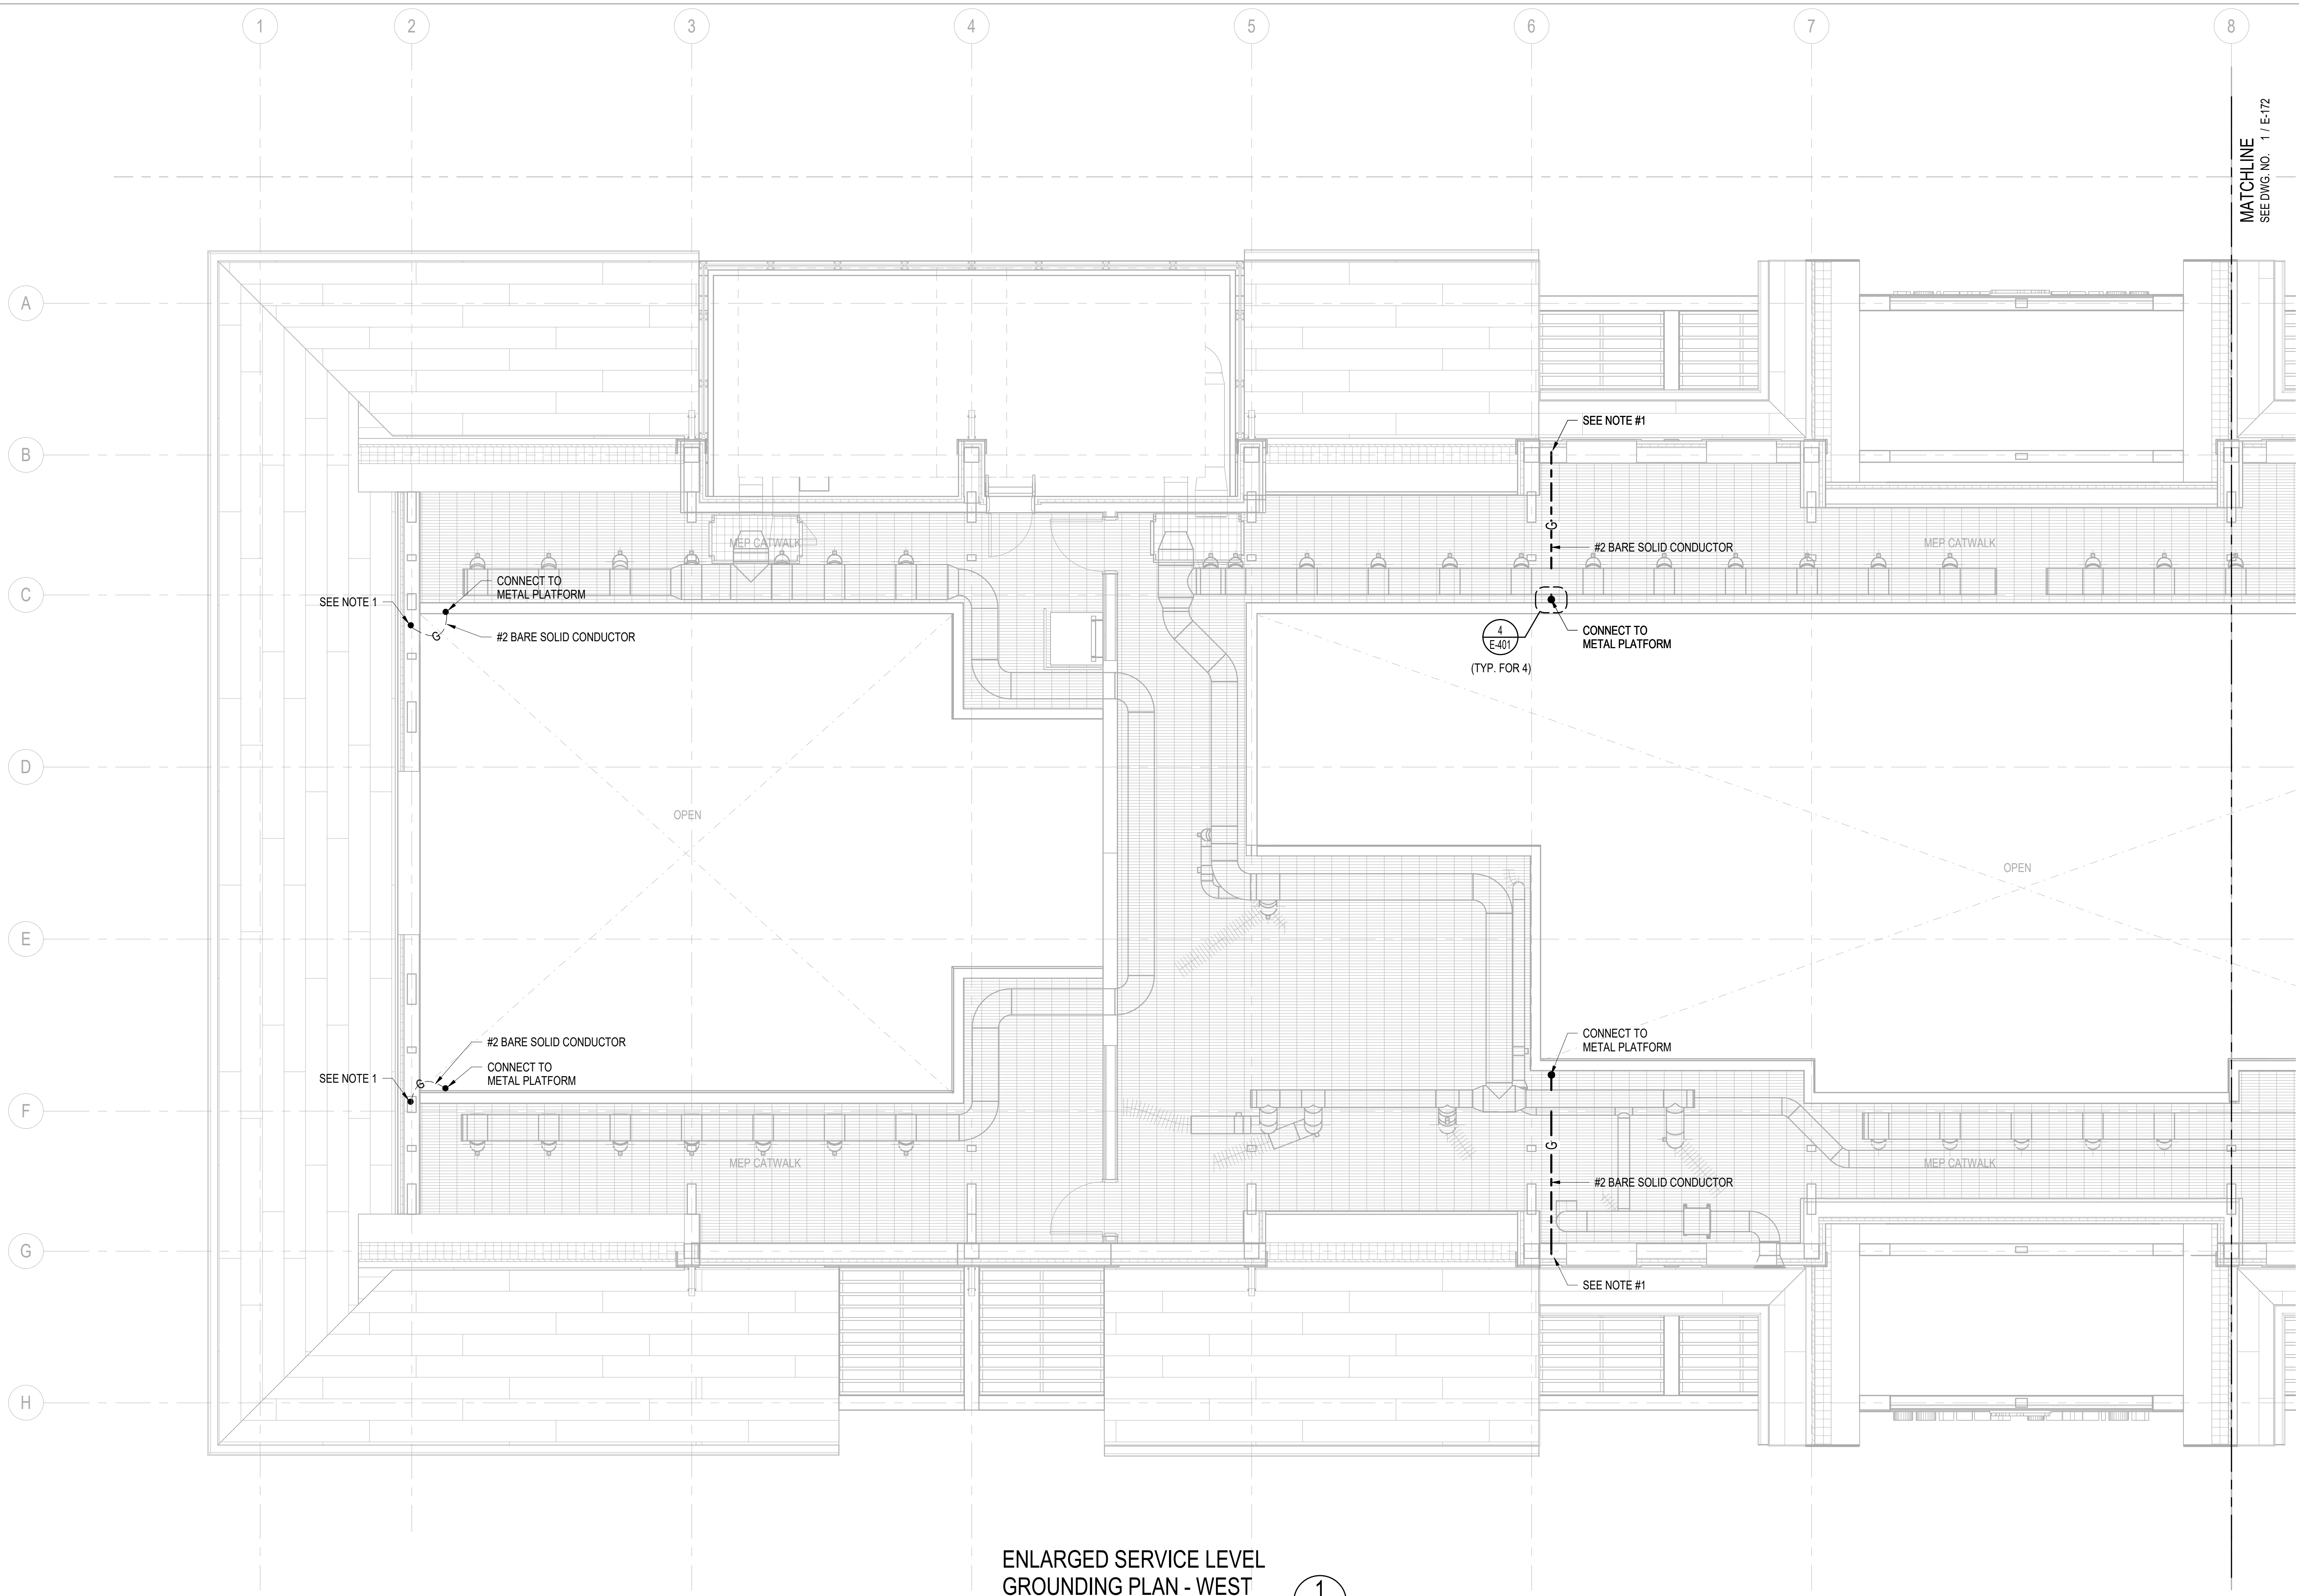 1
2
3
4
5
6
7
8
MATCHLINE
SEE DWG. NO. 1 / E-172
A
B
C
D
E
F
G
H
SEE NOTE #1
G
#2 BARE SOLID CONDUCTOR
MEP CATWALK
MEP CATWALK
CONNECT TO
METAL PLATFORM
SEE NOTE 1
G
#2 BARE SOLID CONDUCTOR
4
E-401
(TYP. FOR 4)
CONNECT TO
METAL PLATFORM
OPEN
OPEN
#2 BARE SOLID CONDUCTOR
CONNECT TO
METAL PLATFORM
SEE NOTE 1
G
CONNECT TO
METAL PLATFORM
G
MEP CATWALK
MEP CATWALK
#2 BARE SOLID CONDUCTOR
SEE NOTE #1
ENLARGED SERVICE LEVEL
GROUNDING PLAN - WEST
1